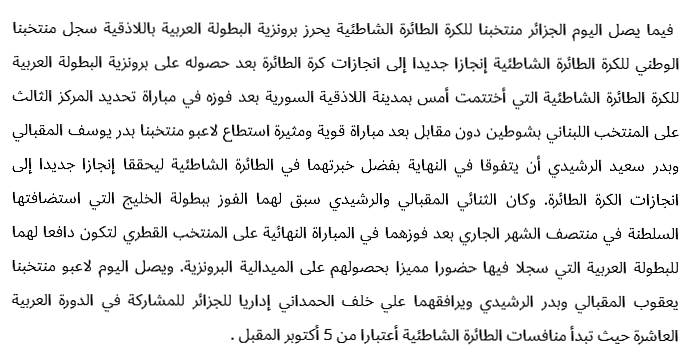 فيما يصل اليوم الجزائر منتخبنا للكرة الطائرة الشاطئية يحرز برونزية البطولة العربية باللاذقية سجل منتخبنا
الوطني للكرة الطائرة الشاطئية إنجازا جديدا إلى انجازات كرة الطائرة بعد حصوله على برونزية البطولة العربية
للكرة الطائرة الشاطئية التي أختتمت أمس بمدينة اللاذقية السورية بعد فوزه في مباراة تحديد المركز الثالث
على المنتخب اللبناني بشوطين دون مقابل بعد مباراة قوية ومثيرة استطاع لاعبو منتخبنا بدر يوسف المقبالي
وبدر سعيد الرشيدي أن يتفوقا في النهاية بفضل خبرتهما في الطائرة الشاطئية ليحققا إنجازا جديدا إلى
انجازات الكرة الطائرة. وكان الثنائي المقبالي والرشيدي سبق لهما الفوز ببطولة الخليج التي استضافتها
السلطنة في منتصف الشهر الجاري بعد فوزهما في المباراة النهائية على المنتخب القطري لتكون دافعا لهما
للبطولة العربية التي سجلا فيها حضورا مميزا بحصولهم على الميدالية البرونزية. ويصل اليوم لاعبو منتخبنا
يعقوب المقبالي وبدر الرشيدي ويرافقهما علي خلف الحمداني إداريا للجزائر للمشاركة في الدورة العربية
العاشرة حيث تبدأ منافسات الطائرة الشاطئية أعتبارا من 5 أكتوبر المقبل .